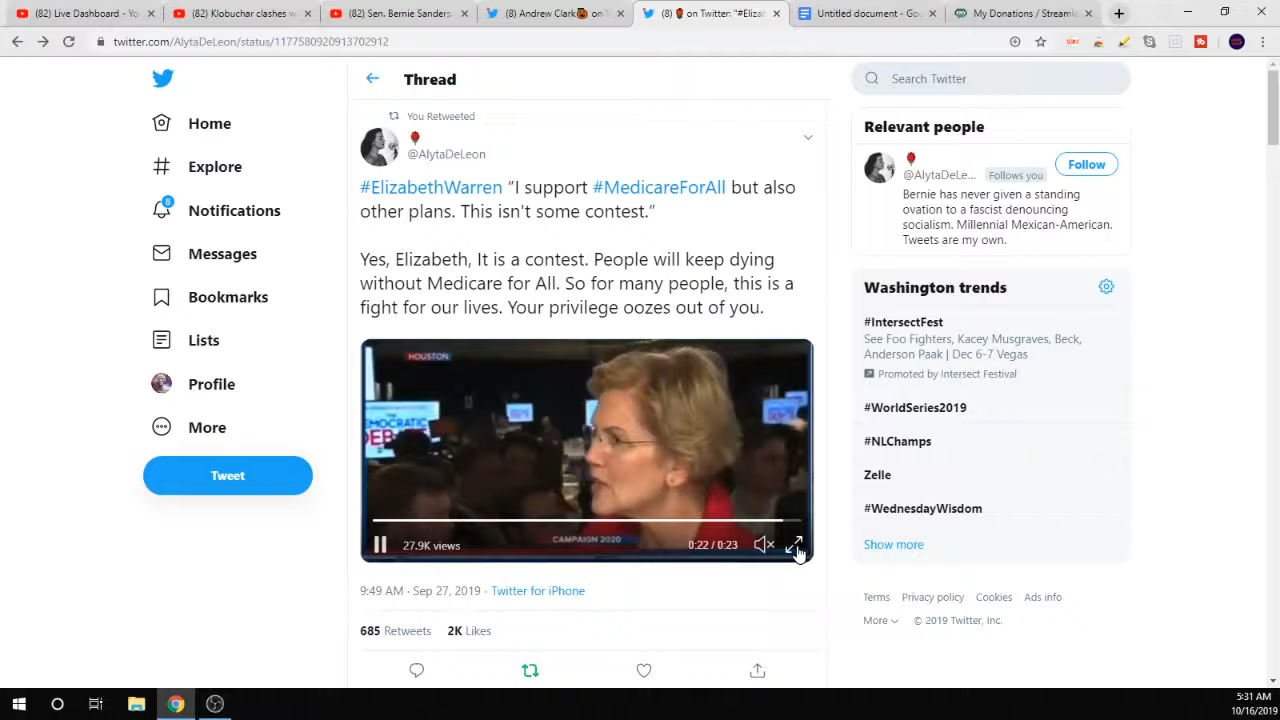 (82) Live Dashboard - Yo
(82) Klobuchar clashes w
(82) Sen. Bernie Sanders
(8) Andrew Clark🎃 on T
(8) 🌹 on Twitter: "#Eliza
Untitled document - Goo
My Donations / Streamla
twitter.com/AlytaDeLeon/status/1177580920913702912
Home
Explore
8
Notifications
Messages
Bookmarks
Lists
Profile
More
Tweet
Thread
You Retweeted
🌹
@AlytaDeLeon
#ElizabethWarren "I support #MedicareForAll but also
other plans. This isn't some contest."
Yes, Elizabeth, It is a contest. People will keep dying
without Medicare for All. So for many people, this is a
fight for our lives. Your privilege oozes out of you.
HOUSTON
CAMPAIGN 2020
27.9K views
0:22 / 0:23
9:49 AM · Sep 27, 2019 · Twitter for iPhone
685 Retweets 2K Likes
Search Twitter
Relevant people
🌹
@AlytaDeLe... Follows you
Follow
Bernie has never given a standing
ovation to a fascist denouncing
socialism. Millennial Mexican-American.
Tweets are my own.
Washington trends
#IntersectFest
See Foo Fighters, Kacey Musgraves, Beck,
Anderson Paak | Dec 6-7 Vegas
Promoted by Intersect Festival
#WorldSeries2019
#NLChamps
Zelle
#WednesdayWisdom
Show more
Terms Privacy policy Cookies Ads info
More © 2019 Twitter, Inc.
5:31 AM
10/16/2019